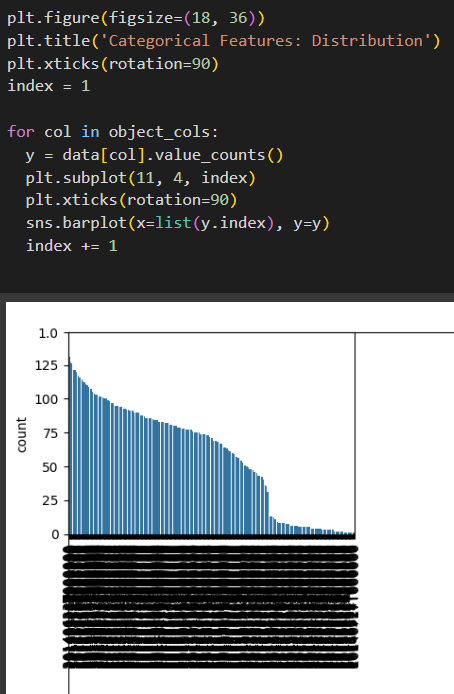 plt.figure(figsize=(18, 36))
plt.title('Categorical Features: Distribution')
plt.xticks(rotation=90)
index = 1
for col in object_cols:
  y = data[col].value_counts()
  plt.subplot(11, 4, index)
  plt.xticks(rotation=90)
  sns.barplot(x=list(y.index), y=y)
  index += 1
1.0
125
100
75
50
25
0
count